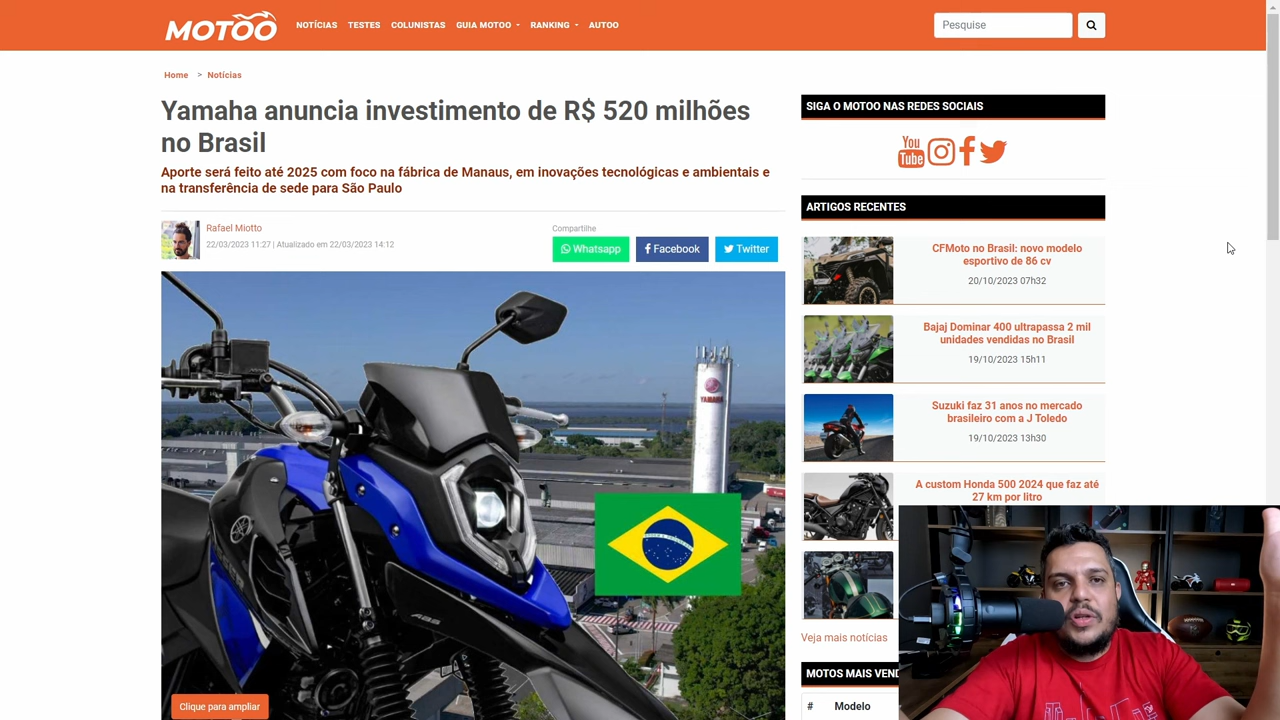 MOTOO
NOTÍCIAS
TESTES
COLUNISTAS
GUIA MOTOO
RANKING
AUTOO
Pesquise
Home > Notícias
Yamaha anuncia investimento de R$ 520 milhões
no Brasil
Aporte será feito até 2025 com foco na fábrica de Manaus, em inovações tecnológicas e ambientais e
na transferência de sede para São Paulo
Rafael Miotto
22/03/2023 11:27 | Atualizado em 22/03/2023 14:12
Compartilhe
Whatsapp
Facebook
Twitter
YAMAHA
ABS
Clique para ampliar
SIGA O MOTOO NAS REDES SOCIAIS
You
Tube
ARTIGOS RECENTES
CFMoto no Brasil: novo modelo
esportivo de 86 cv
20/10/2023 07h32
Bajaj Dominar 400 ultrapassa 2 mil
unidades vendidas no Brasil
19/10/2023 15h11
Suzuki faz 31 anos no mercado
brasileiro com a J Toledo
19/10/2023 13h30
A custom Honda 500 2024 que faz até
27 km por litro
Veja mais notícias
MOTOS MAIS VEND
# Modelo